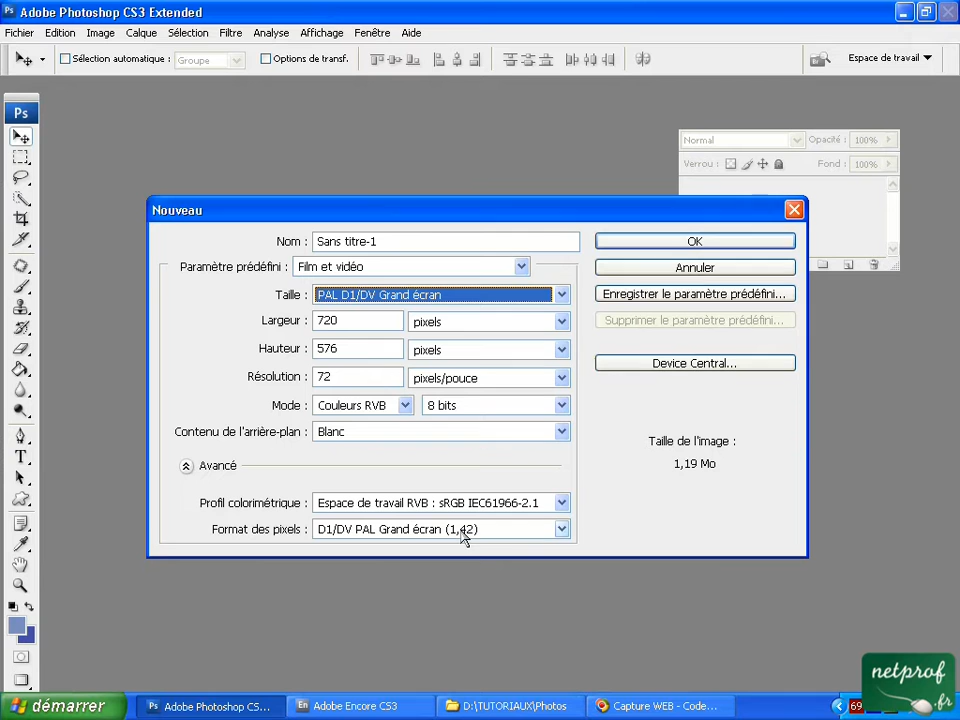 Ps Adobe Photoshop CS3 Extended
Fichier Edition Image Calque Sélection Filtre Analyse Affichage Fenêtre Aide
Sélection automatique : Groupe Options de transf. Espace de travail
Ps
Normal Opacité : 100%
Verrou : Fond : 100%
Nouveau
Nom : Sans titre-1 OK
Paramètre prédéfini : Film et vidéo Annuler
Taille : PAL D1/DV Grand écran Enregistrer le paramètre prédéfini...
Largeur : 720 pixels Supprimer le paramètre prédéfini...
Hauteur : 576 pixels
Device Central...
Résolution : 72 pixels/pouce
Mode : Couleurs RVB 8 bits
Contenu de l'arrière-plan : Blanc
Taille de l'image :
1,19 Mo
Avancé
Profil colorimétrique : Espace de travail RVB : sRGB IEC61966-2.1
Format des pixels : D1/DV PAL Grand écran (1,42)
T
netprof
.fr
démarrer Ps Adobe Photoshop CS... En Adobe Encore CS3 D:\TUTORIAUX\Photos Capture WEB - Code... 69